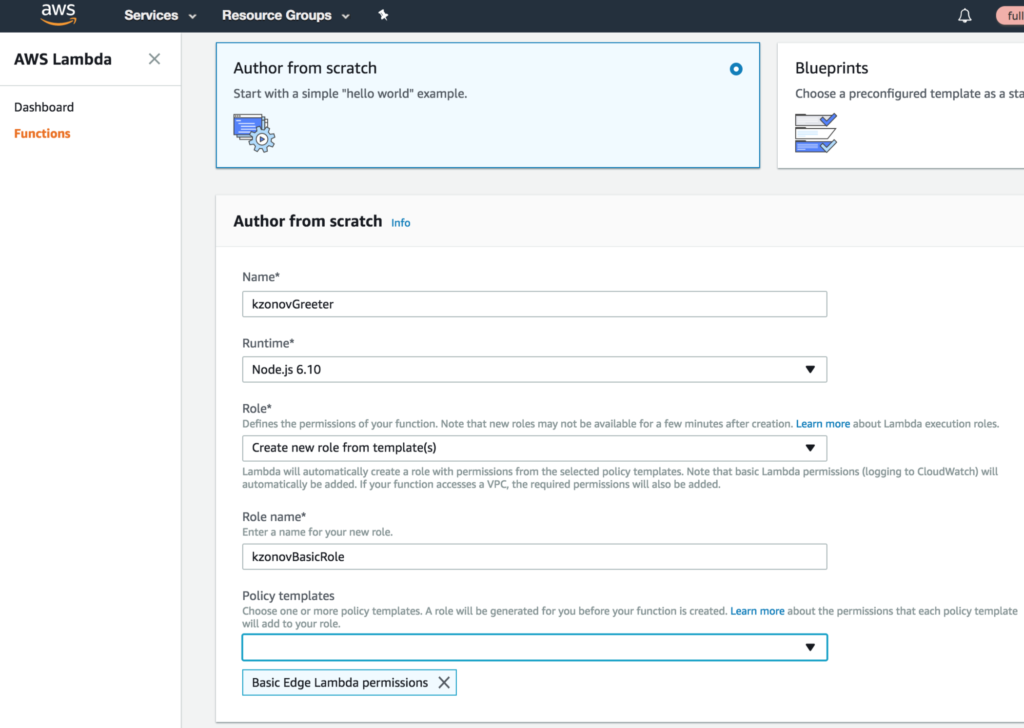 aws Services Resource Groups full
AWS Lambda
Dashboard
Functions
Author from scratch
Start with a simple "hello world" example.
Blueprints
Choose a preconfigured template as a sta
Author from scratch Info
Name*
kzonovGreeter
Runtime*
Node.js 6.10
Role*
Defines the permissions of your function. Note that new roles may not be available for a few minutes after creation. Learn more about Lambda execution roles.
Create new role from template(s)
Lambda will automatically create a role with permissions from the selected policy templates. Note that basic Lambda permissions (logging to CloudWatch) will
automatically be added. If your function accesses a VPC, the required permissions will also be added.
Role name*
Enter a name for your new role.
kzonovBasicRole
Policy templates
Choose one or more policy templates. A role will be generated for you before your function is created. Learn more about the permissions that each policy template
will add to your role.
Basic Edge Lambda permissions